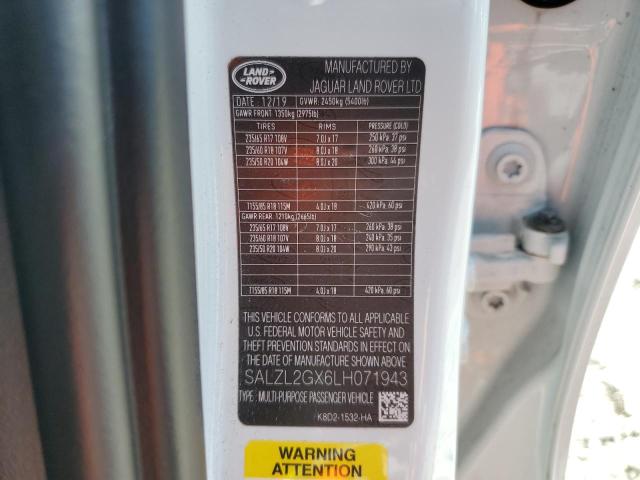 LAND
ROVER
MANUFACTURED BY
JAGUAR LAND ROVER LTD
DATE 12/19 GVWR: 2450kg (5400lb)
GAWR FRONT 1350kg (2975lb)
TIRES RIMS PRESSURE (COLD)
235/65 R17 108V 7.0J x 17 250 kPa, 37 psi
235/60 R18 107V 8.0J x 18 260 kPa, 38 psi
235/50 R20 104W 8.0J x 20 300 kPa, 44 psi
T155/85 R18 115M 4.0J x 18 420 kPa, 60 psi
GAWR REAR. 1210kg (2665lb)
235/65 R17 108V 7.0J x 17 260 kPa, 38 psi
235/60 R18 107V 8.0J x 18 240 kPa, 35 psi
235/50 R20 104W 8.0J x 20 290 kPa, 43 psi
T155/85 R18 115M 4.0J x 18 420 kPa, 60 psi
THIS VEHICLE CONFORMS TO ALL APPLICABLE
U.S. FEDERAL MOTOR VEHICLE SAFETY AND
THEFT PREVENTION STANDARDS IN EFFECT ON
THE DATE OF MANUFACTURE SHOWN ABOVE
SALZL2GX6LH071943
TYPE: MULTI-PURPOSE PASSENGER VEHICLE
K8D2-1532-HA
WARNING
ATTENTION